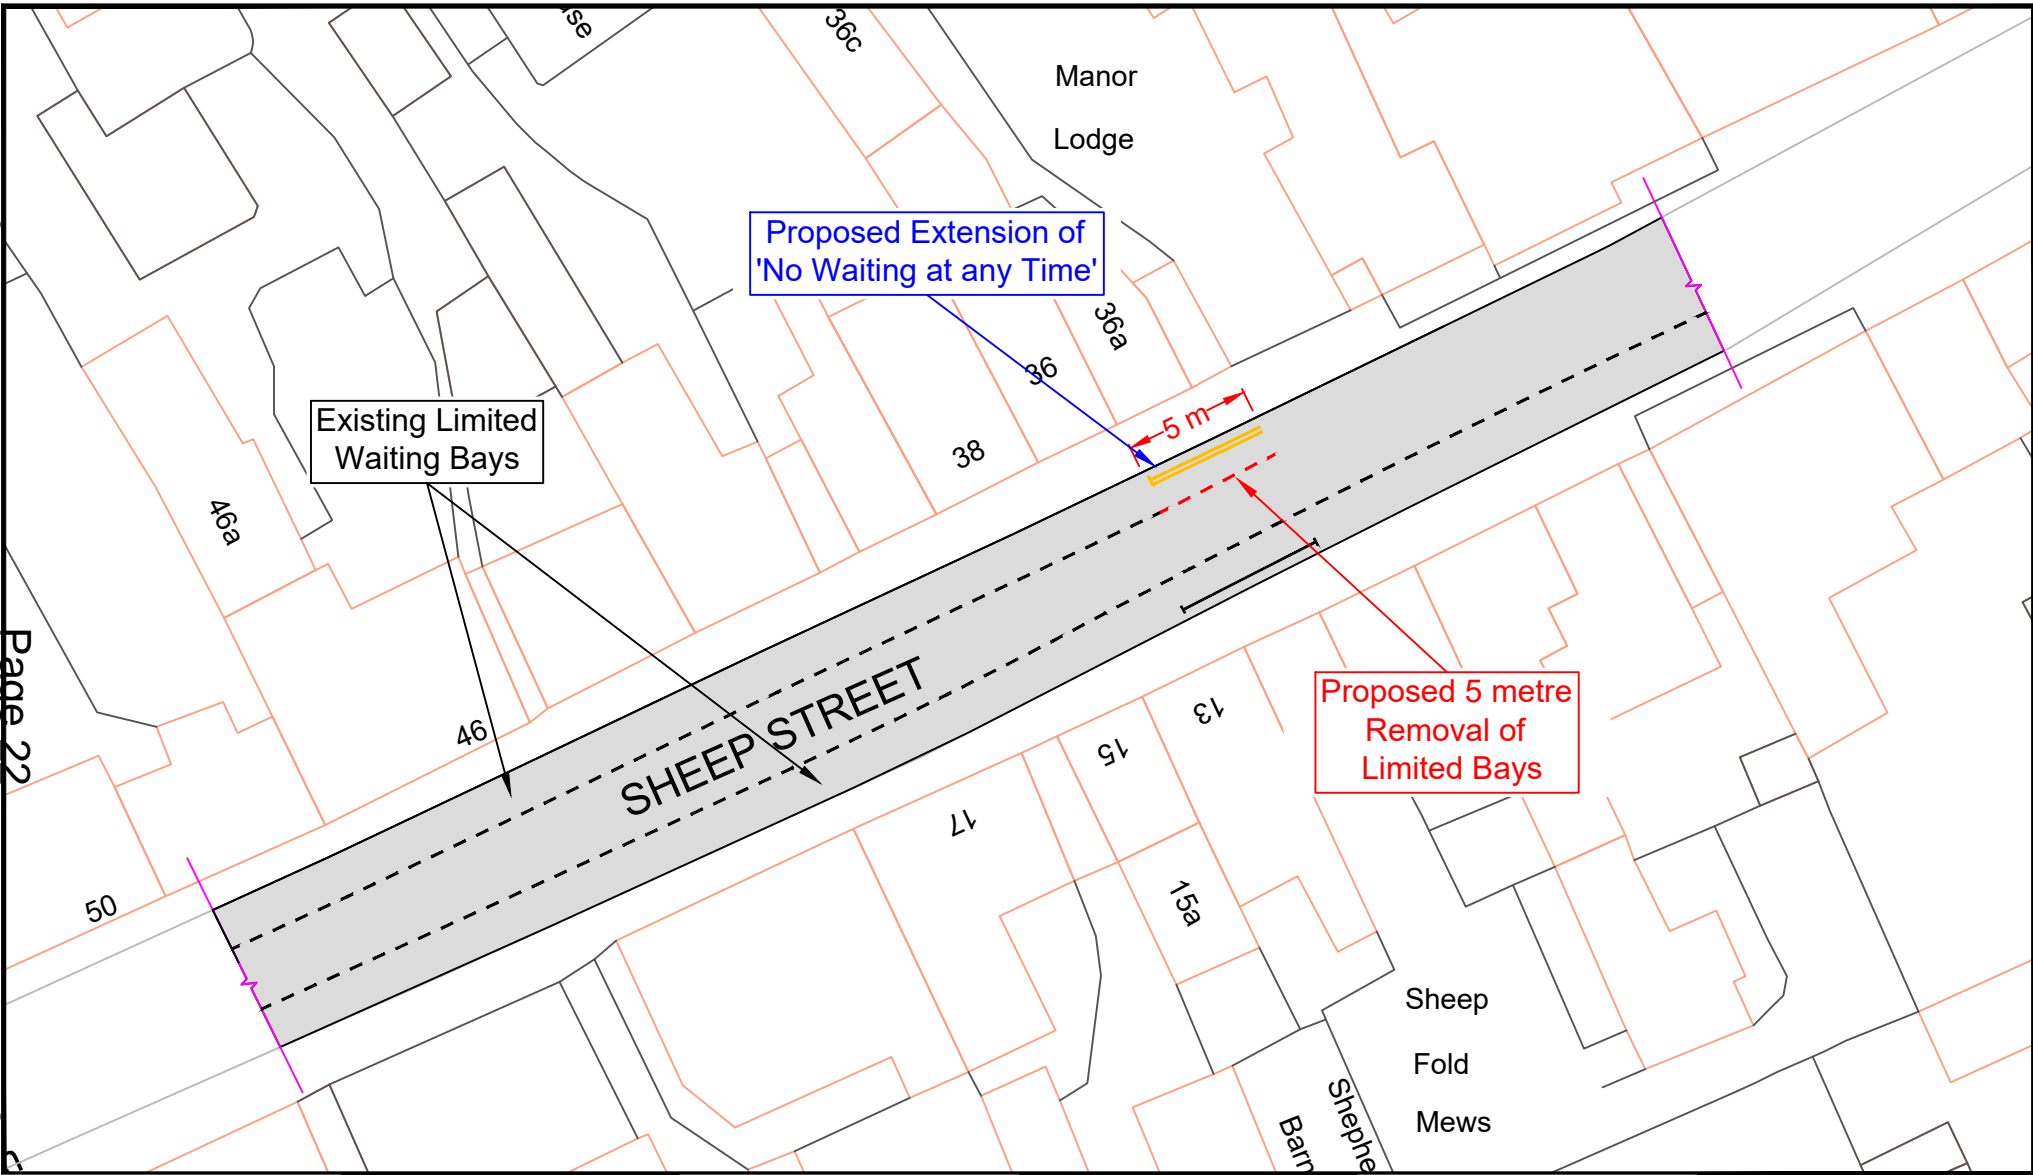 36c
Manor
Lodge
Proposed Extension of
'No Waiting at any Time'
36a
36
5 m
38
Existing Limited
Waiting Bays
46a
46
SHEEP STREET
Proposed 5 metre
Removal of
Limited Bays
13
15
17
15a
50
Page 22
Sheep
Fold
Mews